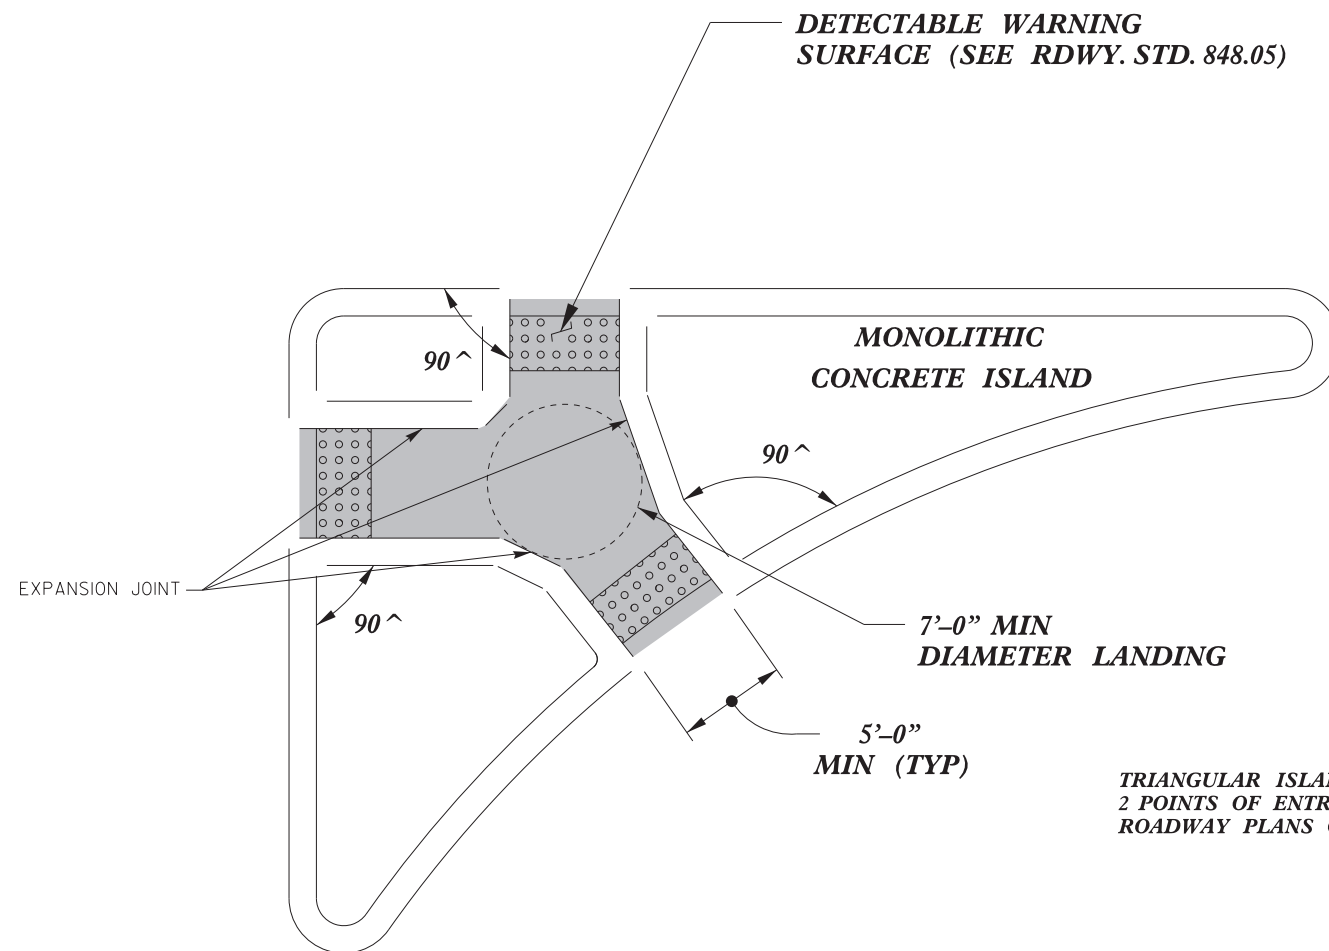 DETECTABLE WARNING
SURFACE (SEE RDWY. STD. 848.05)
MONOLITHIC
CONCRETE ISLAND
90^
90^
EXPANSION JOINT
90^
7'–0” MIN
DIAMETER LANDING
5'–0”
MIN (TYP)
TRIANGULAR
2 POINTS OF
ROADWAY PLANS